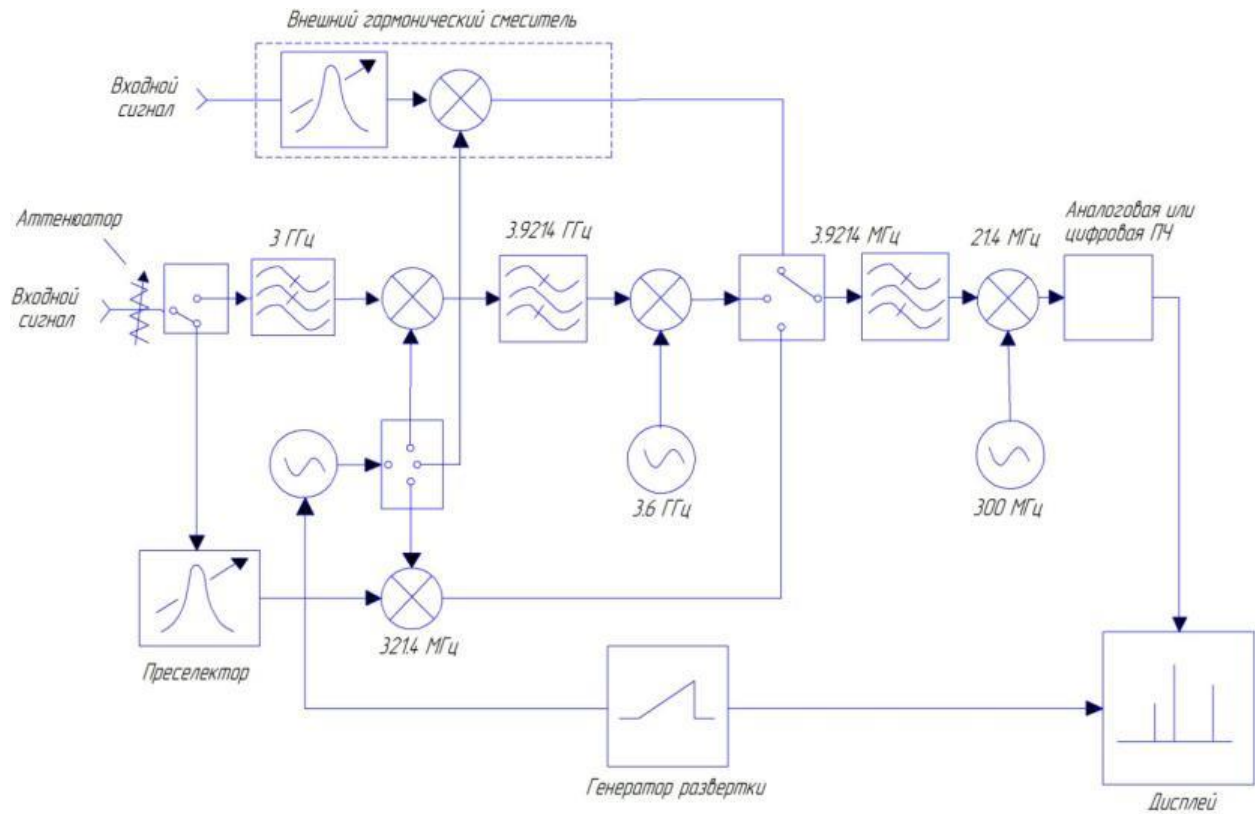 Внешний гармонический смеситель
Входной
сигнал
Аттенюатор
3 ГГц
3.9214 ГГц
3.9214 МГц
21.4 МГц
Аналоговая или
цифровая ПЧ
Входной
сигнал
3.6 ГГц
300 МГц
321.4 МГц
Преселектор
Генератор развертки
Дисплей